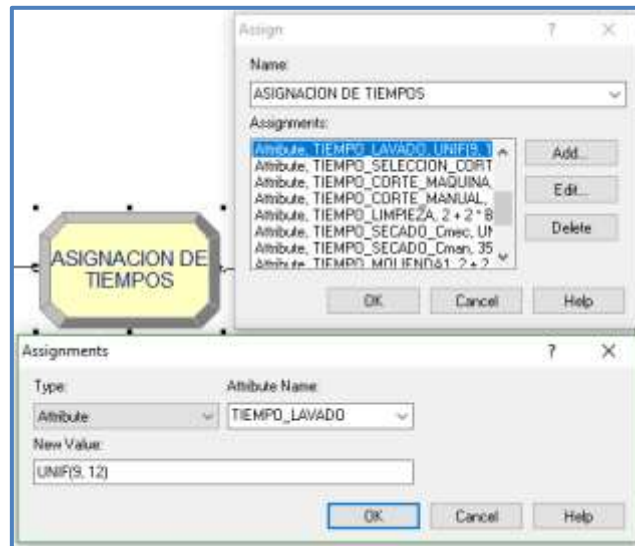 Assign
?
Name:
ASIGNACION DE TIEMPOS
Assignments:
Attribute, TIEMPO_LAVADO, UNIF(9, 1
Attribute, TIEMPO_SELECCION_CORT
Attribute, TIEMPO_CORTE_MAQUINA,
Attribute, TIEMPO_CORTE_MANUAL,
Attribute, TIEMPO_LIMPIEZA, 2 + 2 * B
Attribute, TIEMPO_SECADO_Cmec, UN
Attribute, TIEMPO_SECADO_Cman, 35
Attribute, TIEMPO_MOLIENDA1, 2 + 2
Add...
Edit...
Delete
OK Cancel Help
ASIGNACION DE
TIEMPOS
Assignments
?
Type: Attribute Name:
Attribute TIEMPO_LAVADO
New Value:
UNIF(9, 12)
OK Cancel Help